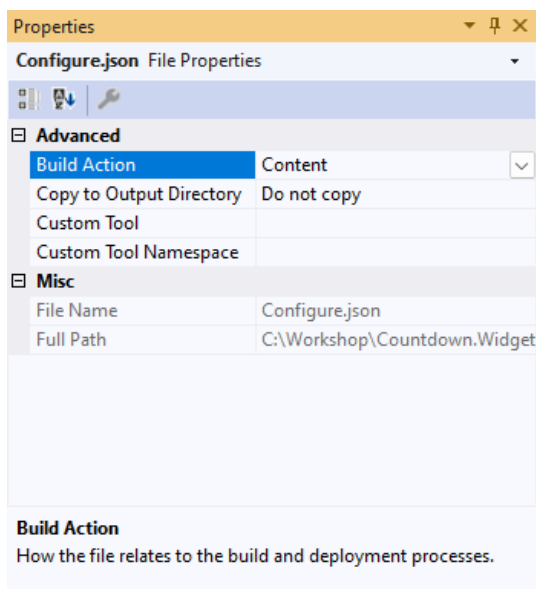 Properties
Configure.json File Properties
Advanced
Build Action Content
Copy to Output Directory Do not copy
Custom Tool
Custom Tool Namespace
Misc
File Name Configure.json
Full Path C:\Workshop\Countdown.Widget
Build Action
How the file relates to the build and deployment processes.